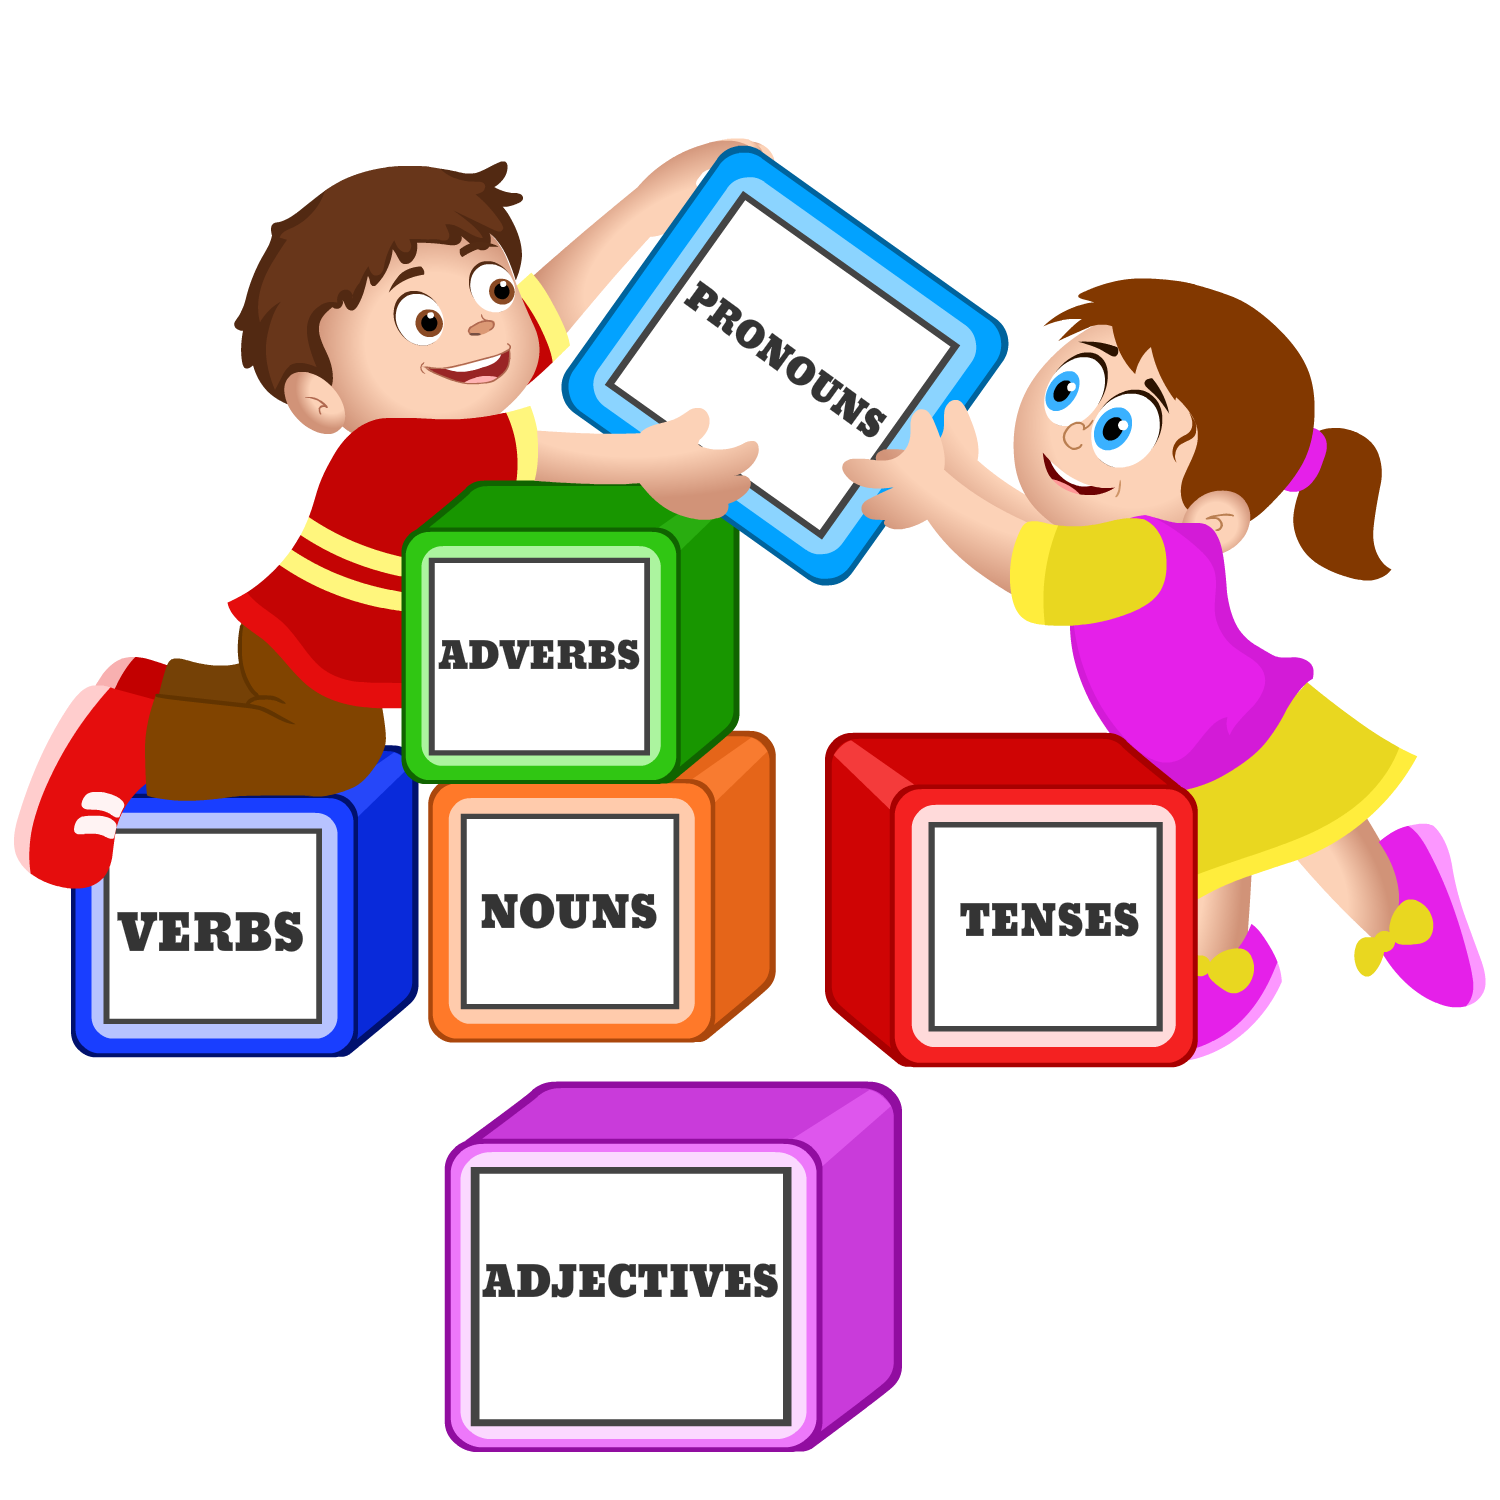 PRONOUNS
ADVERBS
VERBS
NOUNS
TENSES
ADJECTIVES